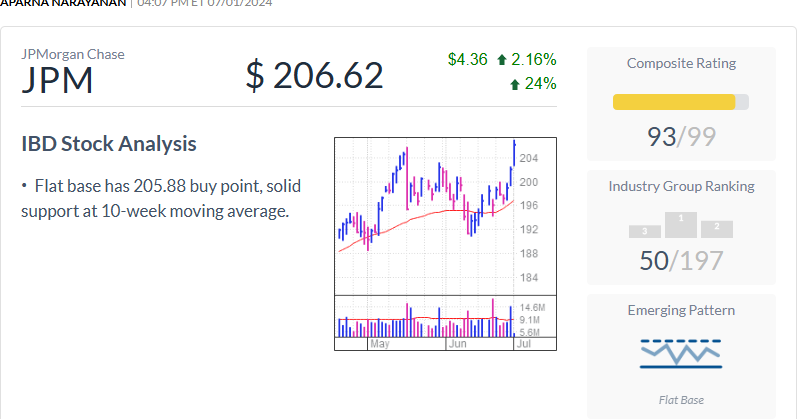 APARNA NARAYANAN | 04:07 PM ET 07/01/2024
JPMorgan Chase
JPM
$ 206.62
$4.36 2.16%
24%
IBD Stock Analysis
• Flat base has 205.88 buy point, solid
support at 10-week moving average.
204
200
196
192
188
184
14.6M
9.1M
5.6M
May Jun Jul
Composite Rating
93/99
Industry Group Ranking
3 1 2
50/197
Emerging Pattern
Flat Base